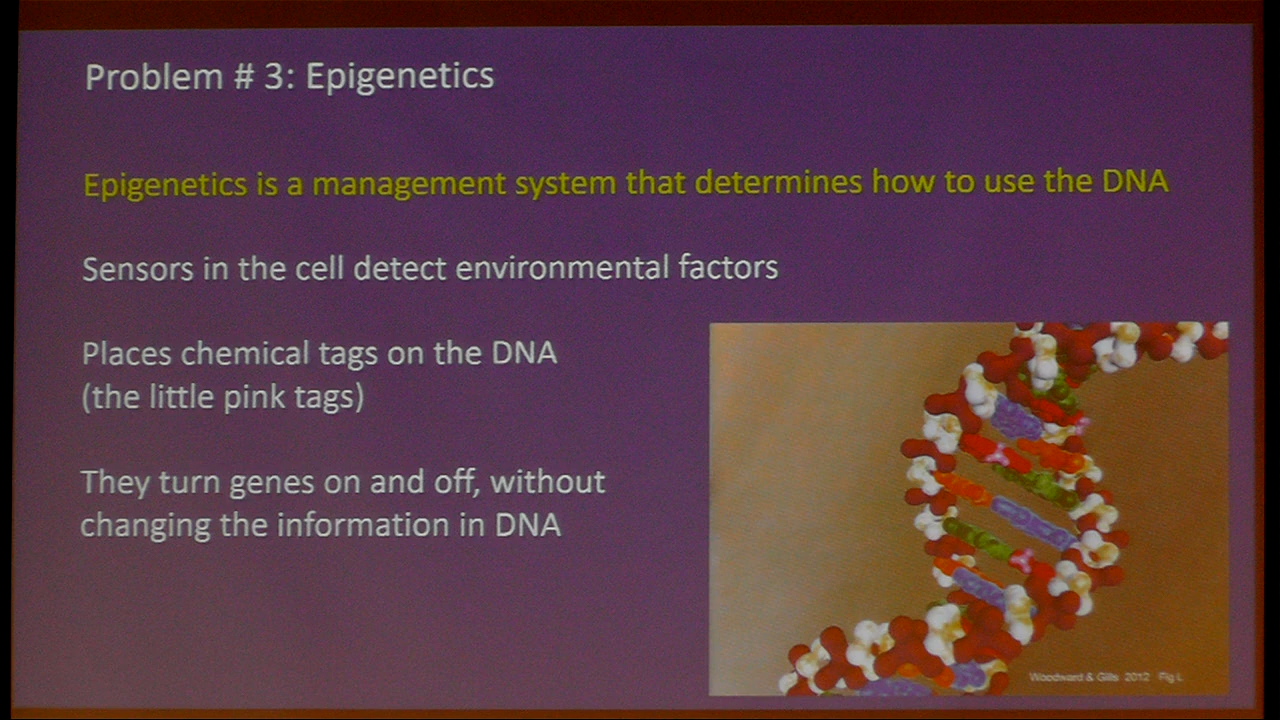 Problem # 3: Epigenetics
Epigenetics is a management system that determines how to use the DNA
Sensors in the cell detect environmental factors
Places chemical tags on the DNA
(the little pink tags)
They turn genes on and off, without
changing the information in DNA
Woodward & Gills 2012 Fig L